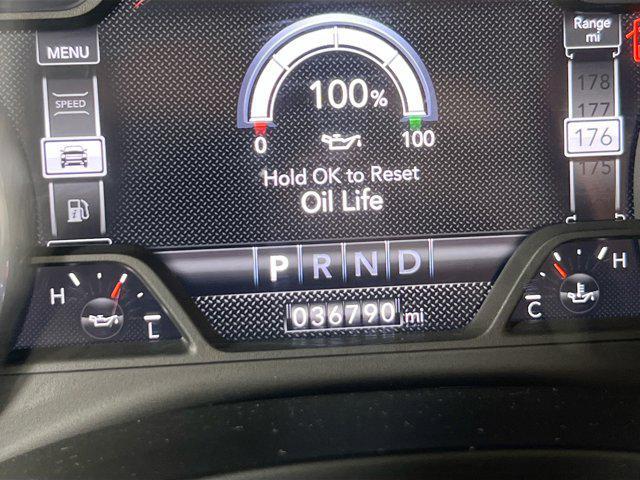 MENU
Range
mi
SPEED
178
177
176
175
100%
0
100
Hold OK to Reset
Oil Life
i
P R N D
036790 mi
H
L
C
H